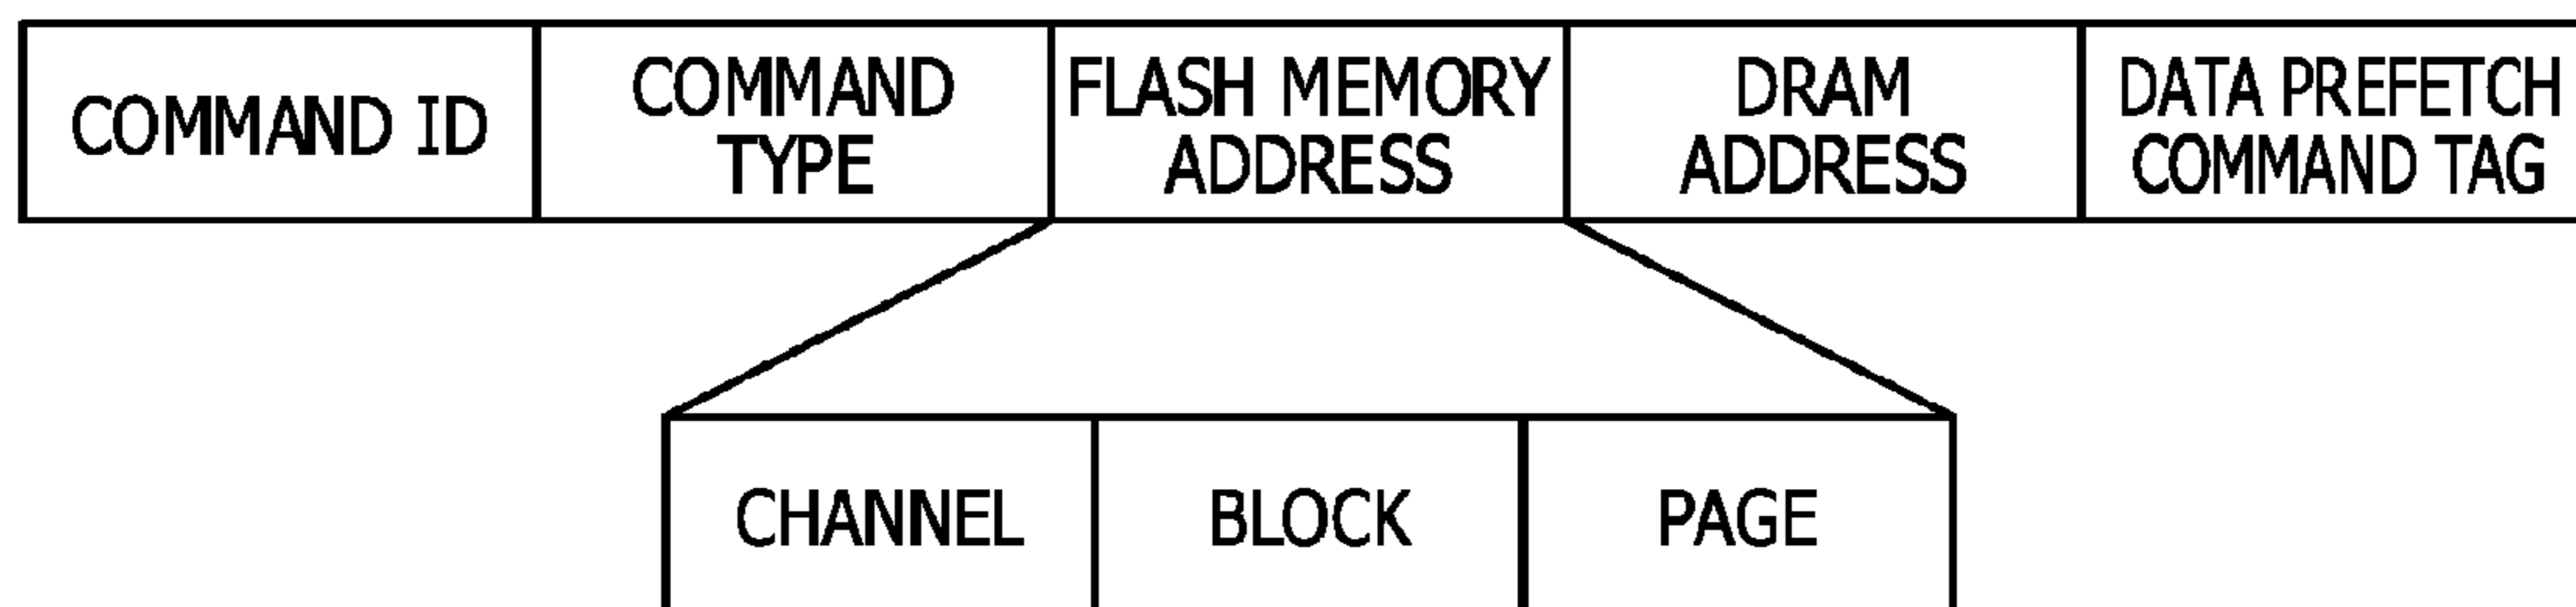 COMMAND ID
COMMAND
TYPE
FLASH MEMORY
ADDRESS
DRAM
ADDRESS
DATA PREFETCH
COMMAND TAG
CHANNEL
BLOCK
PAGE